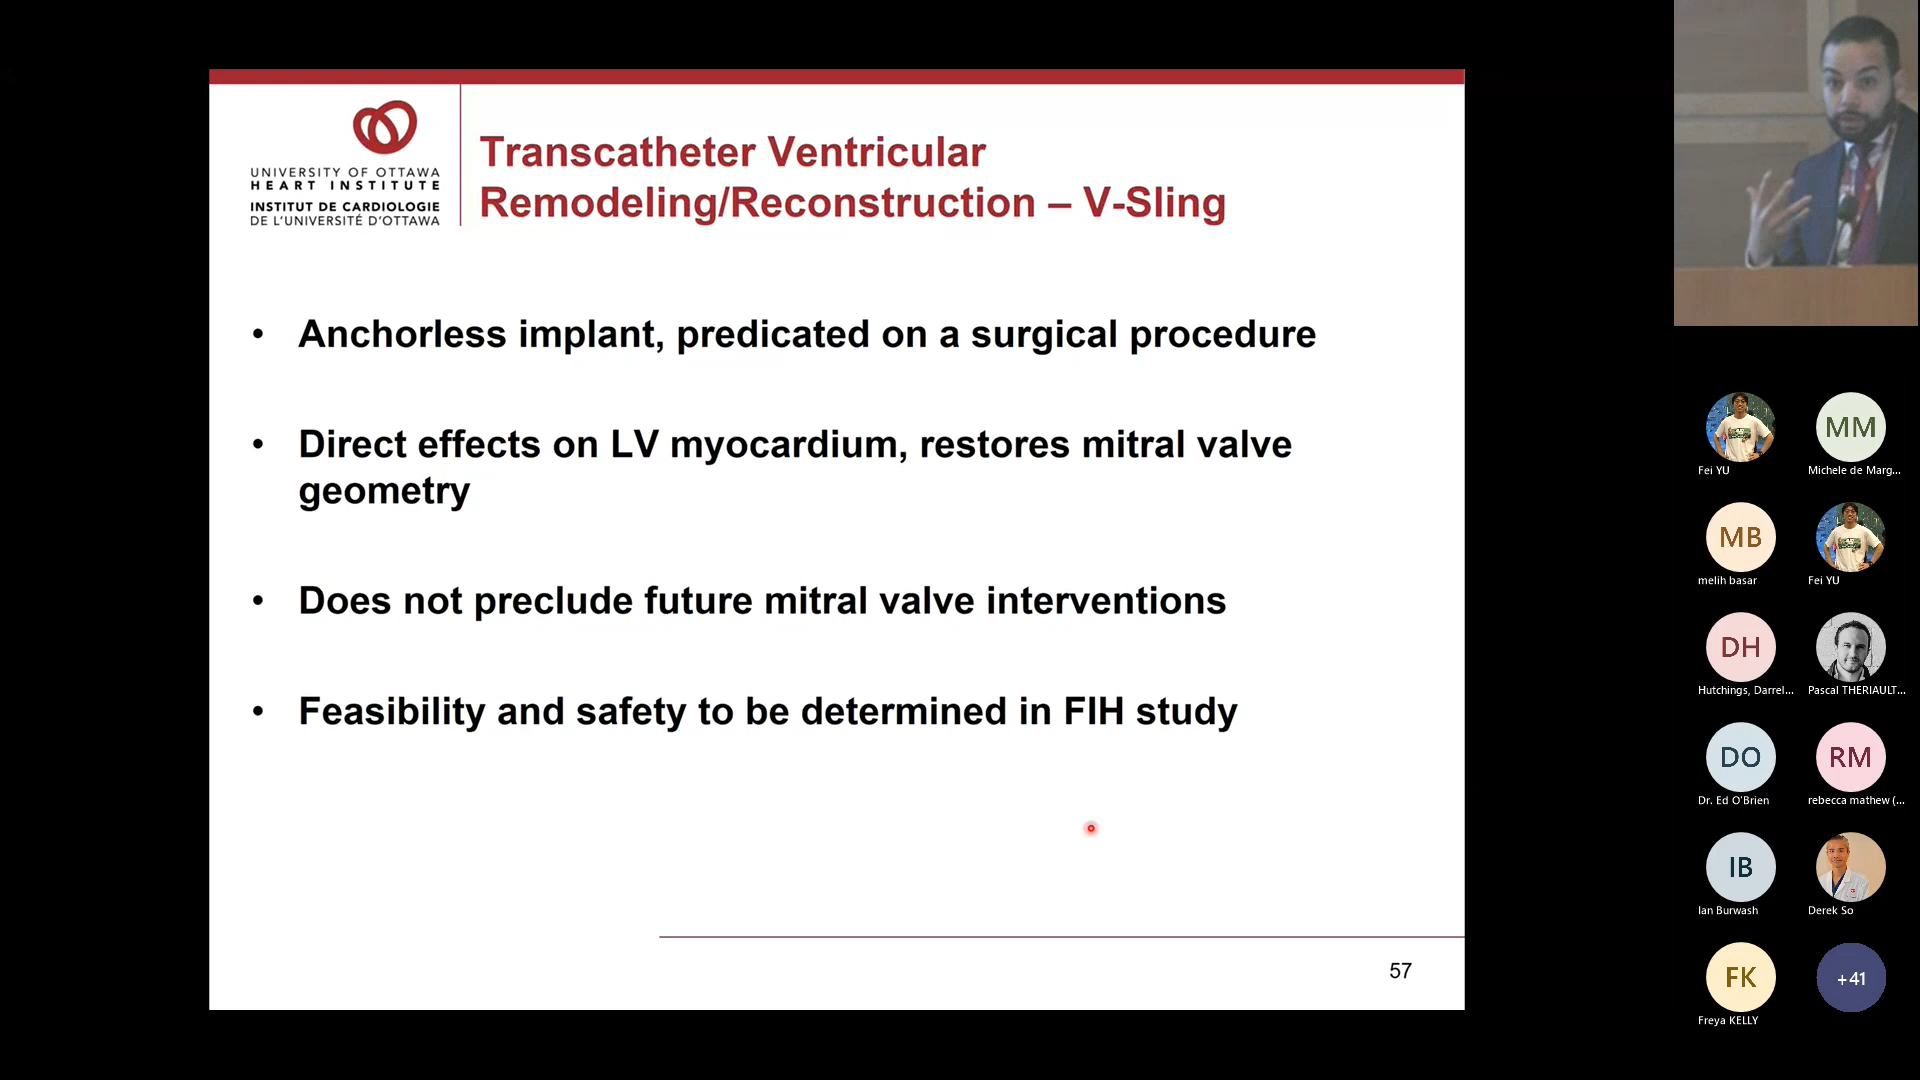 UNIVERSITY OF OTTAWA
HEART INSTITUTE
INSTITUT DE CARDIOLOGIE
DE L'UNIVERSITÉ D'OTTAWA
Transcatheter Ventricular
Remodeling/Reconstruction – V-Sling
• Anchorless implant, predicated on a surgical procedure
• Direct effects on LV myocardium, restores mitral valve
geometry
• Does not preclude future mitral valve interventions
• Feasibility and safety to be determined in FIH study
57
Fei YU
MM
Michele de Marg...
MB
melih basar
Fei YU
DH
Hutchings, Darrel...
Pascal THERIAULT...
DO
Dr. Ed O'Brien
RM
rebecca mathew (...
IB
Ian Burwash
Derek So
FK
Freya KELLY
+41